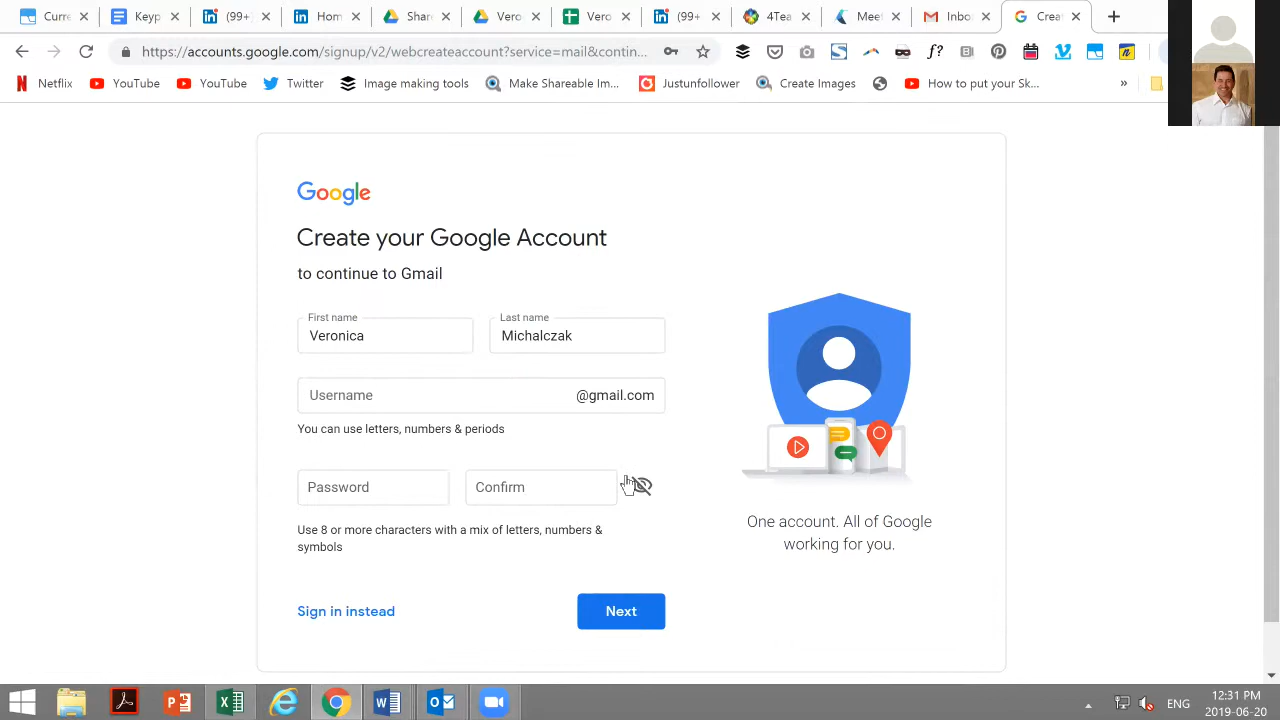 Curre
Keyp
(99+
Hom
Share
Vero
Vero
(99+
4Tea
Meet
Inbo
Crea
https://accounts.google.com/signup/v2/webcreateaccount?service=mail&contin...
f?
Netflix
YouTube
YouTube
Twitter
Image making tools
Make Shareable Im...
Justunfollower
Create Images
How to put your Sk...
»
Google
Create your Google Account
to continue to Gmail
First name
Last name
Veronica
Michalczak
Username
@gmail.com
You can use letters, numbers & periods
Password
Confirm
Use 8 or more characters with a mix of letters, numbers &
symbols
One account. All of Google
working for you.
Sign in instead
Next
ENG
12:31 PM
2019-06-20